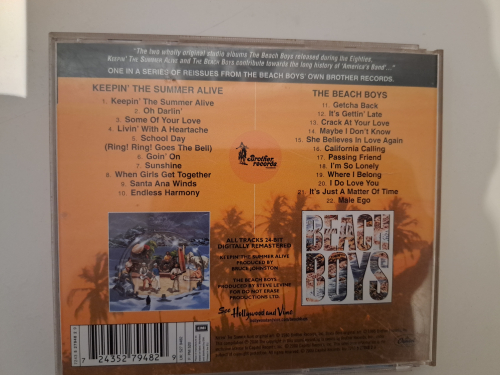 "The two wholly original studio albums The Beach Boys released during the Eighties,
Keepin' The Summer Alive and The Beach Boys contribute towards the long history of 'America's Band'..."
ONE IN A SERIES OF REISSUES FROM THE BEACH BOYS' OWN BROTHER RECORDS.
KEEPIN' THE SUMMER ALIVE
1. Keepin' The Summer Alive
2. Oh Darlin'
3. Some Of Your Love
4. Livin' With A Heartache
5. School Day
(Ring! Ring! Goes The Bell)
6. Goin' On
7. Sunshine
8. When Girls Get Together
9. Santa Ana Winds
10. Endless Harmony
THE BEACH BOYS
11. Getcha Back
12. It's Gettin' Late
13. Crack At Your Love
14. Maybe I Don't Know
15. She Believes In Love Again
16. California Calling
17. Passing Friend
18. I'm So Lonely
19. Where I Belong
20. I Do Love You
21. It's Just A Matter Of Time
22. Male Ego
Brother
records
ALL TRACKS 24-BIT
DIGITALLY REMASTERED
KEEPIN' THE SUMMER ALIVE
PRODUCED BY
BRUCE JOHNSTON
THE BEACH BOYS
PRODUCED BY STEVE LEVINE
FOR DO NOT ERASE
PRODUCTIONS LTD.
See Hollywood and Vine
BEACH
BOYS
EMI
7 24352 79482 9
Capitol